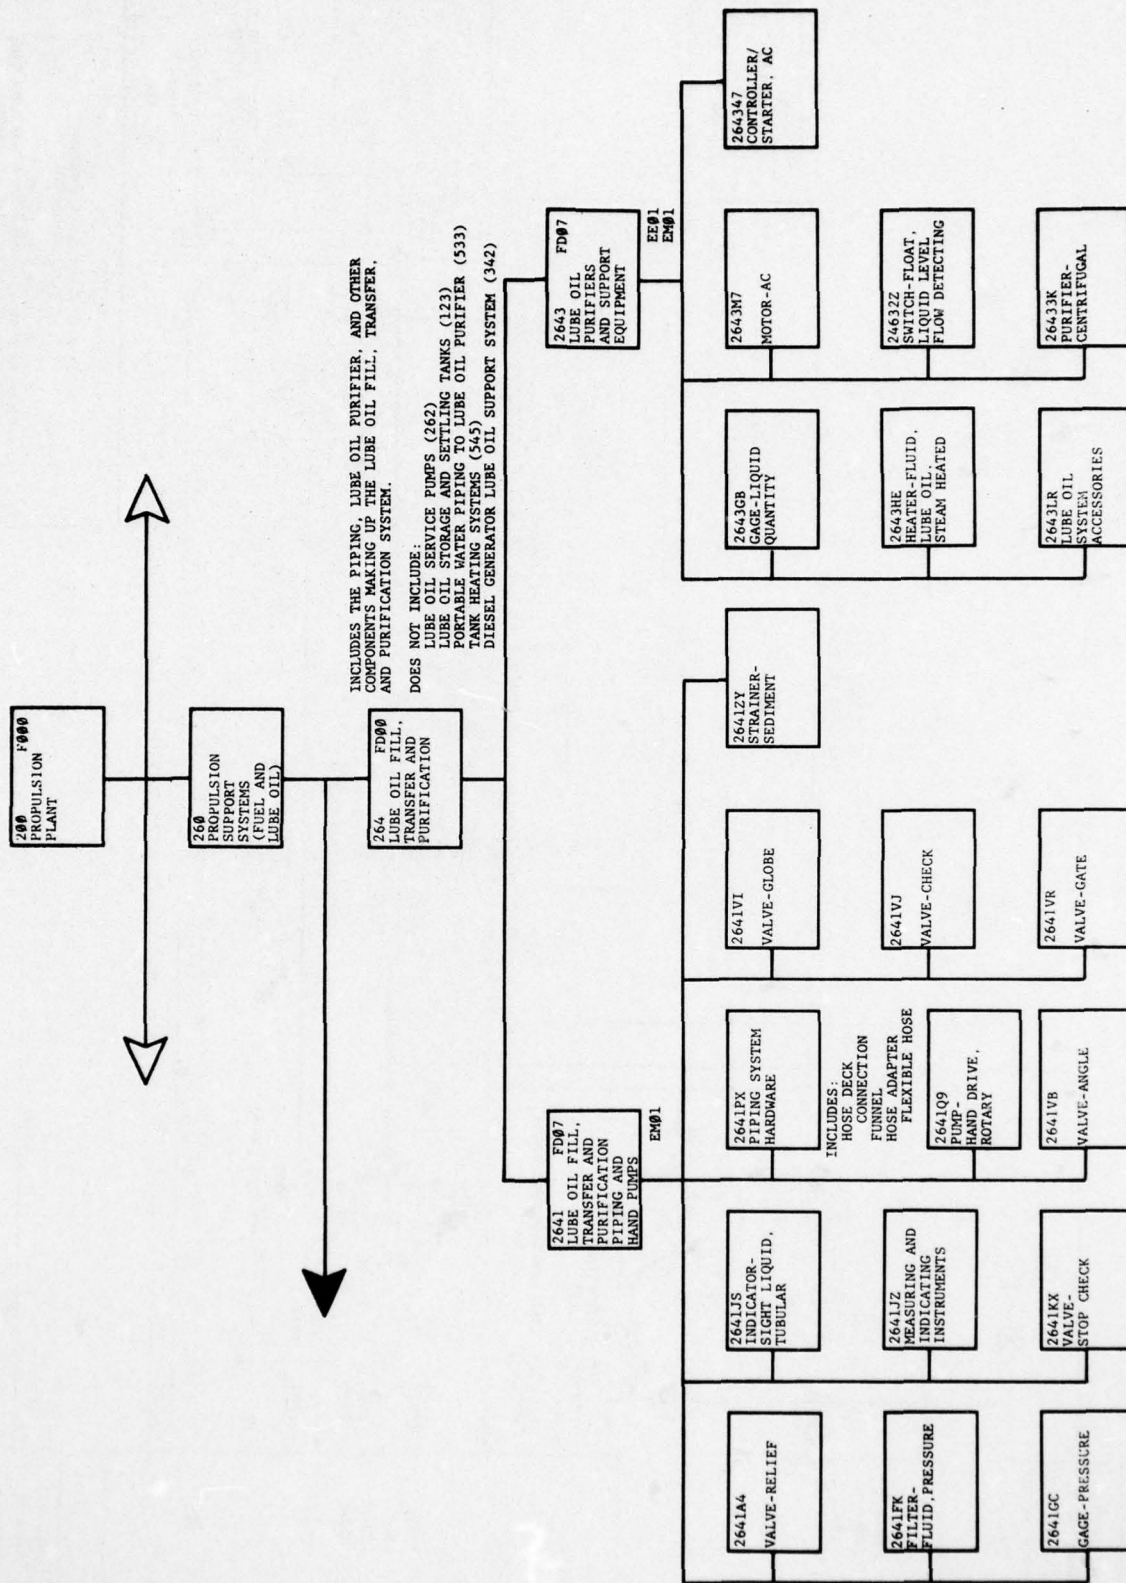 200 F000
PROPULSION
PLANT
260
PROPULSION
SUPPORT
SYSTEMS
(FUEL AND
LUBE OIL)
264 FD00
LUBE OIL FILL,
TRANSFER AND
PURIFICATION
INCLUDES THE PIPING, LUBE OIL PURIFIER, AND OTHER
COMPONENTS MAKING UP THE LUBE OIL FILL, TRANSFER,
AND PURIFICATION SYSTEM.
DOES NOT INCLUDE:
LUBE OIL SERVICE PUMPS (262)
LUBE OIL STORAGE AND SETTLING TANKS (123)
PORTABLE WATER PIPING TO LUBE OIL PURIFIER (533)
TANK HEATING SYSTEMS (545)
DIESEL GENERATOR LUBE OIL SUPPORT SYSTEM (342)
2641 FD07
LUBE OIL FILL,
TRANSFER AND
PURIFICATION
PIPING AND
HAND PUMPS
EM01
2643 FD07
LUBE OIL
PURIFIERS
AND SUPPORT
EQUIPMENT
EE01
EM01
2641A4
VALVE-RELIEF
2641FK
FILTER-
FLUID,PRESSURE
2641GC
GAGE-PRESSURE
2641JS
INDICATOR-
SIGHT LIQUID,
TUBULAR
2641JZ
MEASURING AND
INDICATING
INSTRUMENTS
2641KX
VALVE-
STOP CHECK
2641PX
PIPING SYSTEM
HARDWARE
INCLUDES:
HOSE DECK
CONNECTION
FUNNEL
HOSE ADAPTER
FLEXIBLE HOSE
2641Q9
PUMP-
HAND DRIVE,
ROTARY
2641VB
VALVE-ANGLE
2641VI
VALVE-GLOBE
2641VJ
VALVE-CHECK
2641VR
VALVE-GATE
2641ZY
STRAINER-
SEDIMENT
2643GB
GAGE-LIQUID
QUANTITY
2643HE
HEATER-FLUID,
LUBE OIL,
STEAM HEATED
2643LR
LUBE OIL
SYSTEM
ACCESSORIES
2643M7
MOTOR-AC
24632Z
SWITCH-FLOAT,
LIQUID LEVEL
FLOW DETECTING
26433K
PURIFIER-
CENTRIFUGAL
264347
CONTROLLER/
STARTER, AC